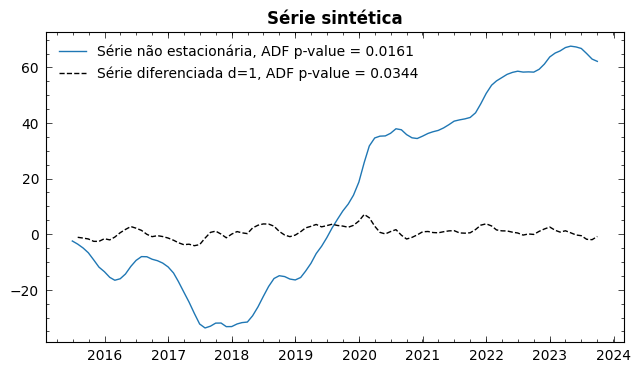 Série sintética
Série não estacionária, ADF p-value = 0.0161
Série diferenciada d=1, ADF p-value = 0.0344
60
40
20
0
−20
2016 2017 2018 2019 2020 2021 2022 2023 2024